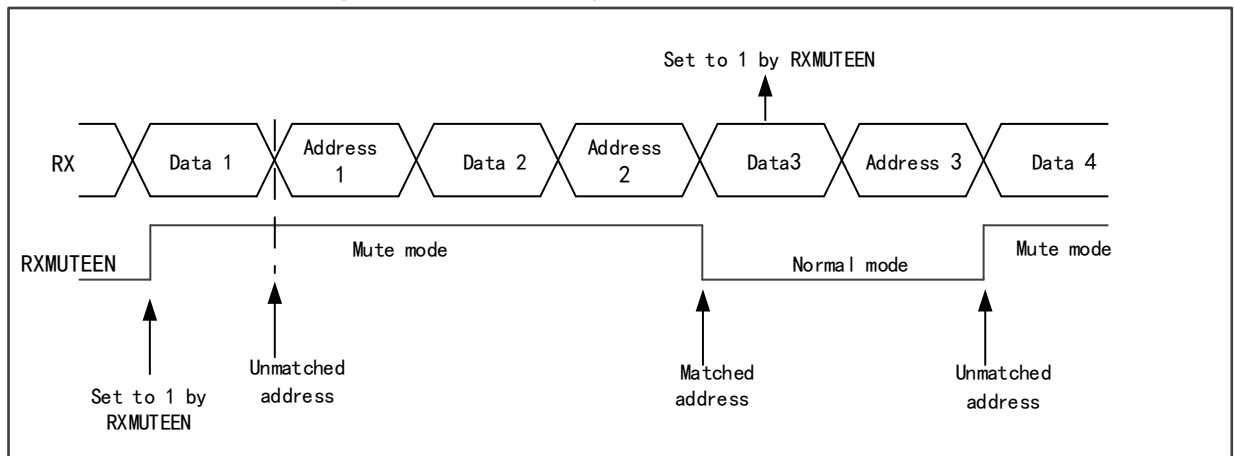 Set to 1 by RXMUTEEN
RX
Data 1
Address
1
Data 2
Address
2
Data3
Address 3
Data 4
RXMUTEEN
Mute mode
Normal mode
Mute mode
Set to 1 by
RXMUTEEN
Unmatched
address
Matched
address
Unmatched
address